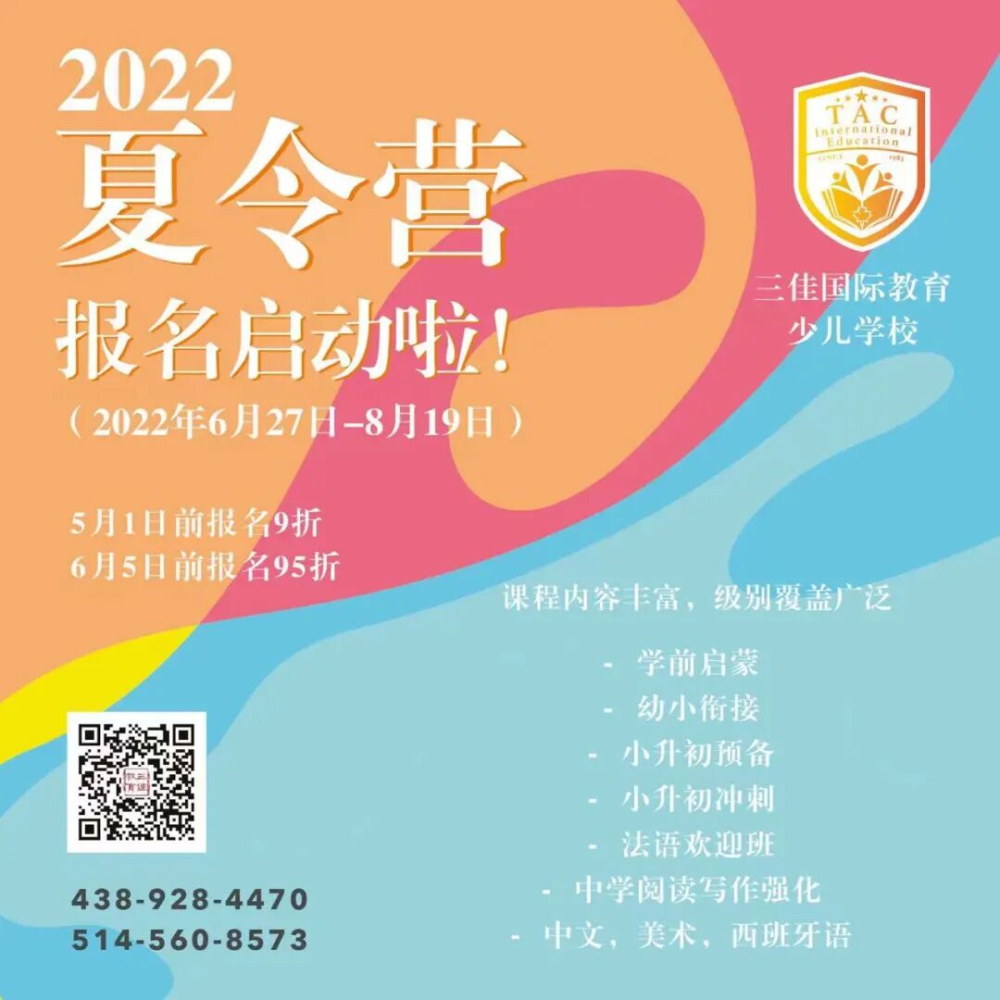 2022
夏令营
报名启动啦!
(2022年6月27日-8月19日)
5月1日前报名9折
6月5日前报名95折
TAC
International
Education
SINCE 1983
三佳国际教育
少儿学校
课程内容丰富，级别覆盖广泛
- 学前启蒙
- 幼小衔接
- 小升初预备
- 小升初冲刺
- 法语欢迎班
- 中学阅读写作强化
- 中文，美术，西班牙语
438-928-4470
514-560-8573